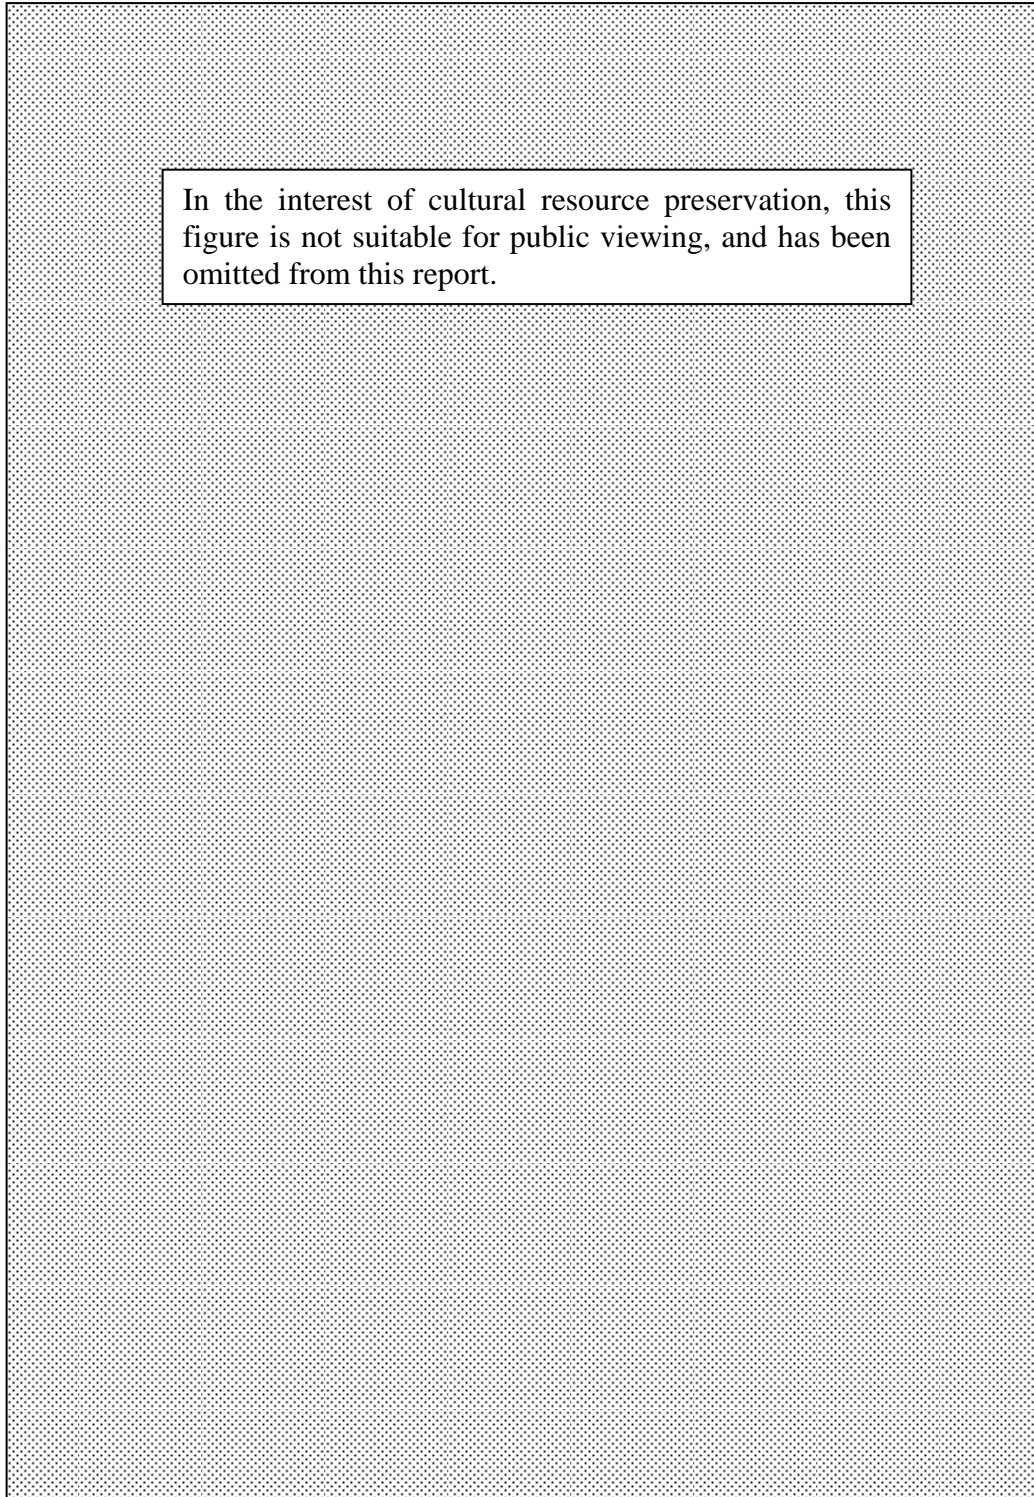 In the interest of cultural resource preservation, this
figure is not suitable for public viewing, and has been
omitted from this report.